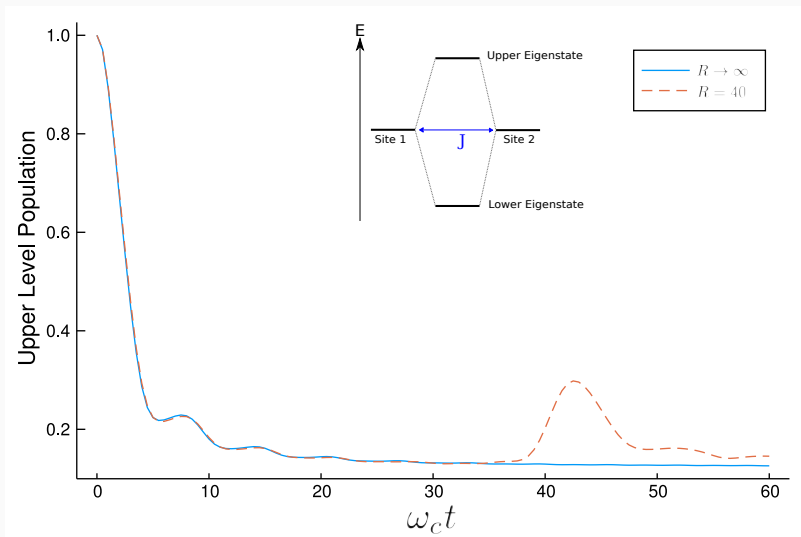 E
Upper Eigenstate
Site 1
J
Site 2
Lower Eigenstate
R → ∞
R = 40
Upper Level Population
1.0
0.8
0.6
0.4
0.2
0
10
20
30
40
50
60
ω_c t